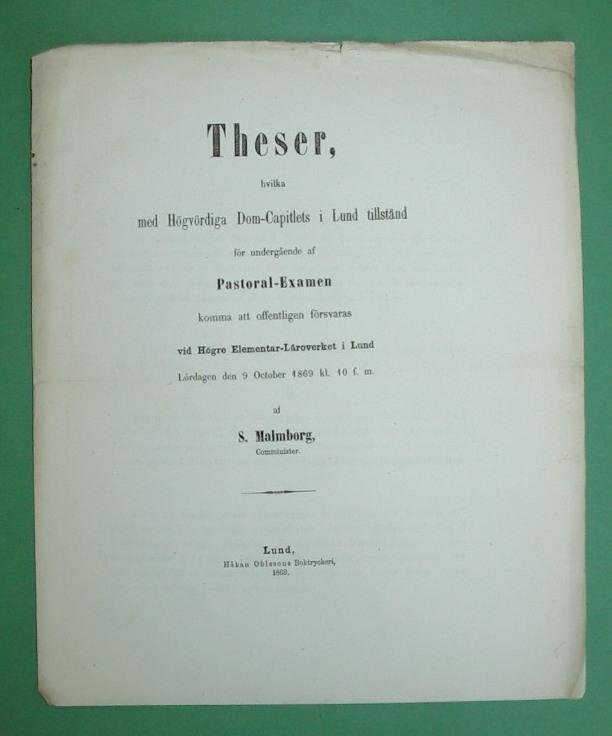 Theser,
hvilka
med Högvördiga Dom-Capitlets i Lund tillstånd
för undergående af
Pastoral-Examen
komma att offentligen försvaras
vid Högre Elementar-Läroverket i Lund
Lördagen den 9 October 1869 kl. 10 f. m.
af
S. Malmborg,
Comminister.
Lund,
Håkan Ohlssons Boktryckeri,
1869.